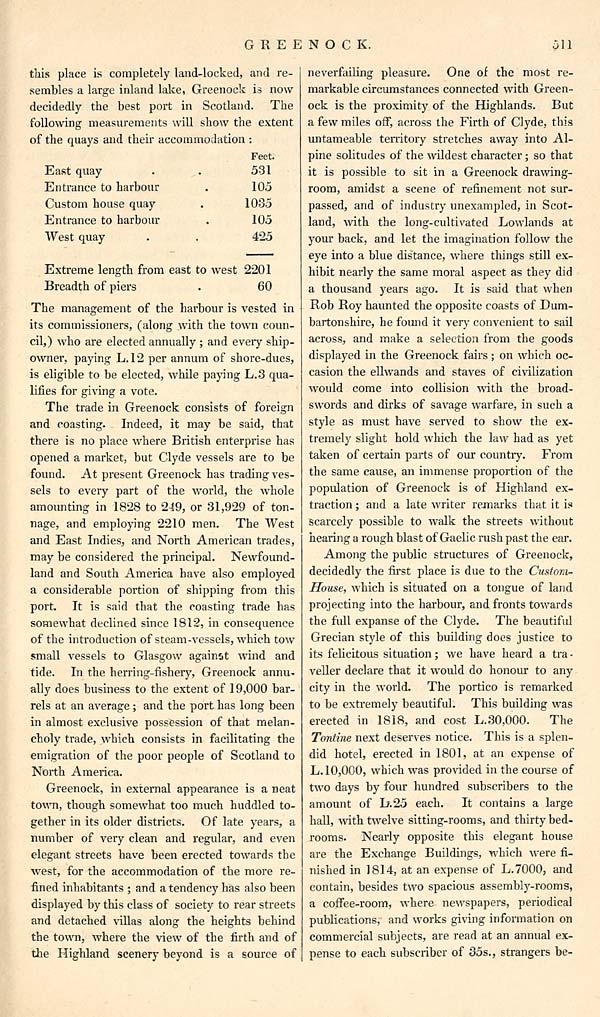 GREENOCK.
511
this place is completely land-locked, and re-
sembles a large inland lake, Greenock is now
decidedly the best port in Scotland. The
following measurements will show the extent
of the quays and their accommodation :
Feet.
East quay . . 531
Entrance to harbour . 105
Custom house quay . 1035
Entrance to harbour . 105
West quay . . 425
Extreme length from east to west 2201
Breadth of piers . 60
The management of the harbour is vested in
its commissioners, (along with the town coun-
cil,) who are elected annually ; and every ship-
owner, paying L.12 per annum of shore-dues,
is eligible to be elected, while paying L.3 qua-
lifies for giving a vote.
The trade in Greenock consists of foreign
and coasting. Indeed, it may be said, that
there is no place where British enterprise has
opened a market, but Clyde vessels are to be
found. At present Greenock has trading ves-
sels to every part of the world, the whole
amounting in 1828 to 249, or 31,929 of ton-
nage, and employing 2210 men. The West
and East Indies, and North American trades,
may be considered the principal. Newfound-
land and South America have also employed
a considerable portion of shipping from this
port. It is said that the coasting trade has
somewhat declined since 1812, in consequence
of the introduction of steam-vessels, which tow
small vessels to Glasgow against wind and
tide. In the herring-fishery, Greenock annu-
ally does business to the extent of 19,000 bar-
rels at an average; and the port has long been
in almost exclusive possession of that melan-
choly trade, which consists in facilitating the
emigration of the poor people of Scotland to
North America.
Greenock, in external appearance is a neat
town, though somewhat too much huddled to-
gether in its older districts. Of late years, a
number of very clean and regular, and even
elegant streets have been erected towards the
west, for the accommodation of the more re-
fined inhabitants ; and a tendency has also been
displayed by this class of society to rear streets
and detached villas along the heights behind
the town, where the view of the firth and of
the Highland scenery beyond is a source of
neverfailing pleasure. One of the most re-
markable circumstances connected with Green-
ock is the proximity of the Highlands. But
a few miles off, across the Firth of Clyde, this
untameable territory stretches away into Al-
pine solitudes of the wildest character; so that
it is possible to sit in a Greenock drawing-
room, amidst a scene of refinement not sur-
passed, and of industry unexampled, in Scot-
land, with the long-cultivated Lowlands at
your back, and let the imagination follow the
eye into a blue distance, where things still ex-
hibit nearly the same moral aspect as they did
a thousand years ago. It is said that when
Rob Roy haunted the opposite coasts of Dum-
bartonshire, he found it very convenient to sail
across, and make a selection from the goods
displayed in the Greenock fairs; on which oc-
casion the ellwands and staves of civilization
would come into collision with the broad-
swords and dirks of savage warfare, in such a
style as must have served to show the ex-
tremely slight hold which the law had as yet
taken of certain parts of our country. From
the same cause, an immense proportion of the
population of Greenock is of Highland ex-
traction; and a late writer remarks that it is
scarcely possible to walk the streets without
hearing a rough blast of Gaelic rush past the ear.
Among the public structures of Greenock,
decidedly the first place is due to the Custom-
House, which is situated on a tongue of land
projecting into the harbour, and fronts towards
the full expanse of the Clyde. The beautiful
Grecian style of this building does justice to
its felicitous situation; we have heard a tra-
veller declare that it would do honour to any
city in the world. The portico is remarked
to be extremely beautiful. This building was
erected in 1818, and cost L.30,000. The
Tontine next deserves notice. This is a splen-
did hotel, erected in 1801, at an expense of
L.10,000, which was provided in the course of
two days by four hundred subscribers to the
amount of L.25 each. It contains a large
hall, with twelve sitting-rooms, and thirty bed-
rooms. Nearly opposite this elegant house
are the Exchange Buildings, which were fi-
nished in 1814, at an expense of L.7000, and
contain, besides two spacious assembly-rooms,
a coffee-room, where newspapers, periodical
publications, and works giving information on
commercial subjects, are read at an annual ex-
pense to each subscriber of 35s., strangers be-